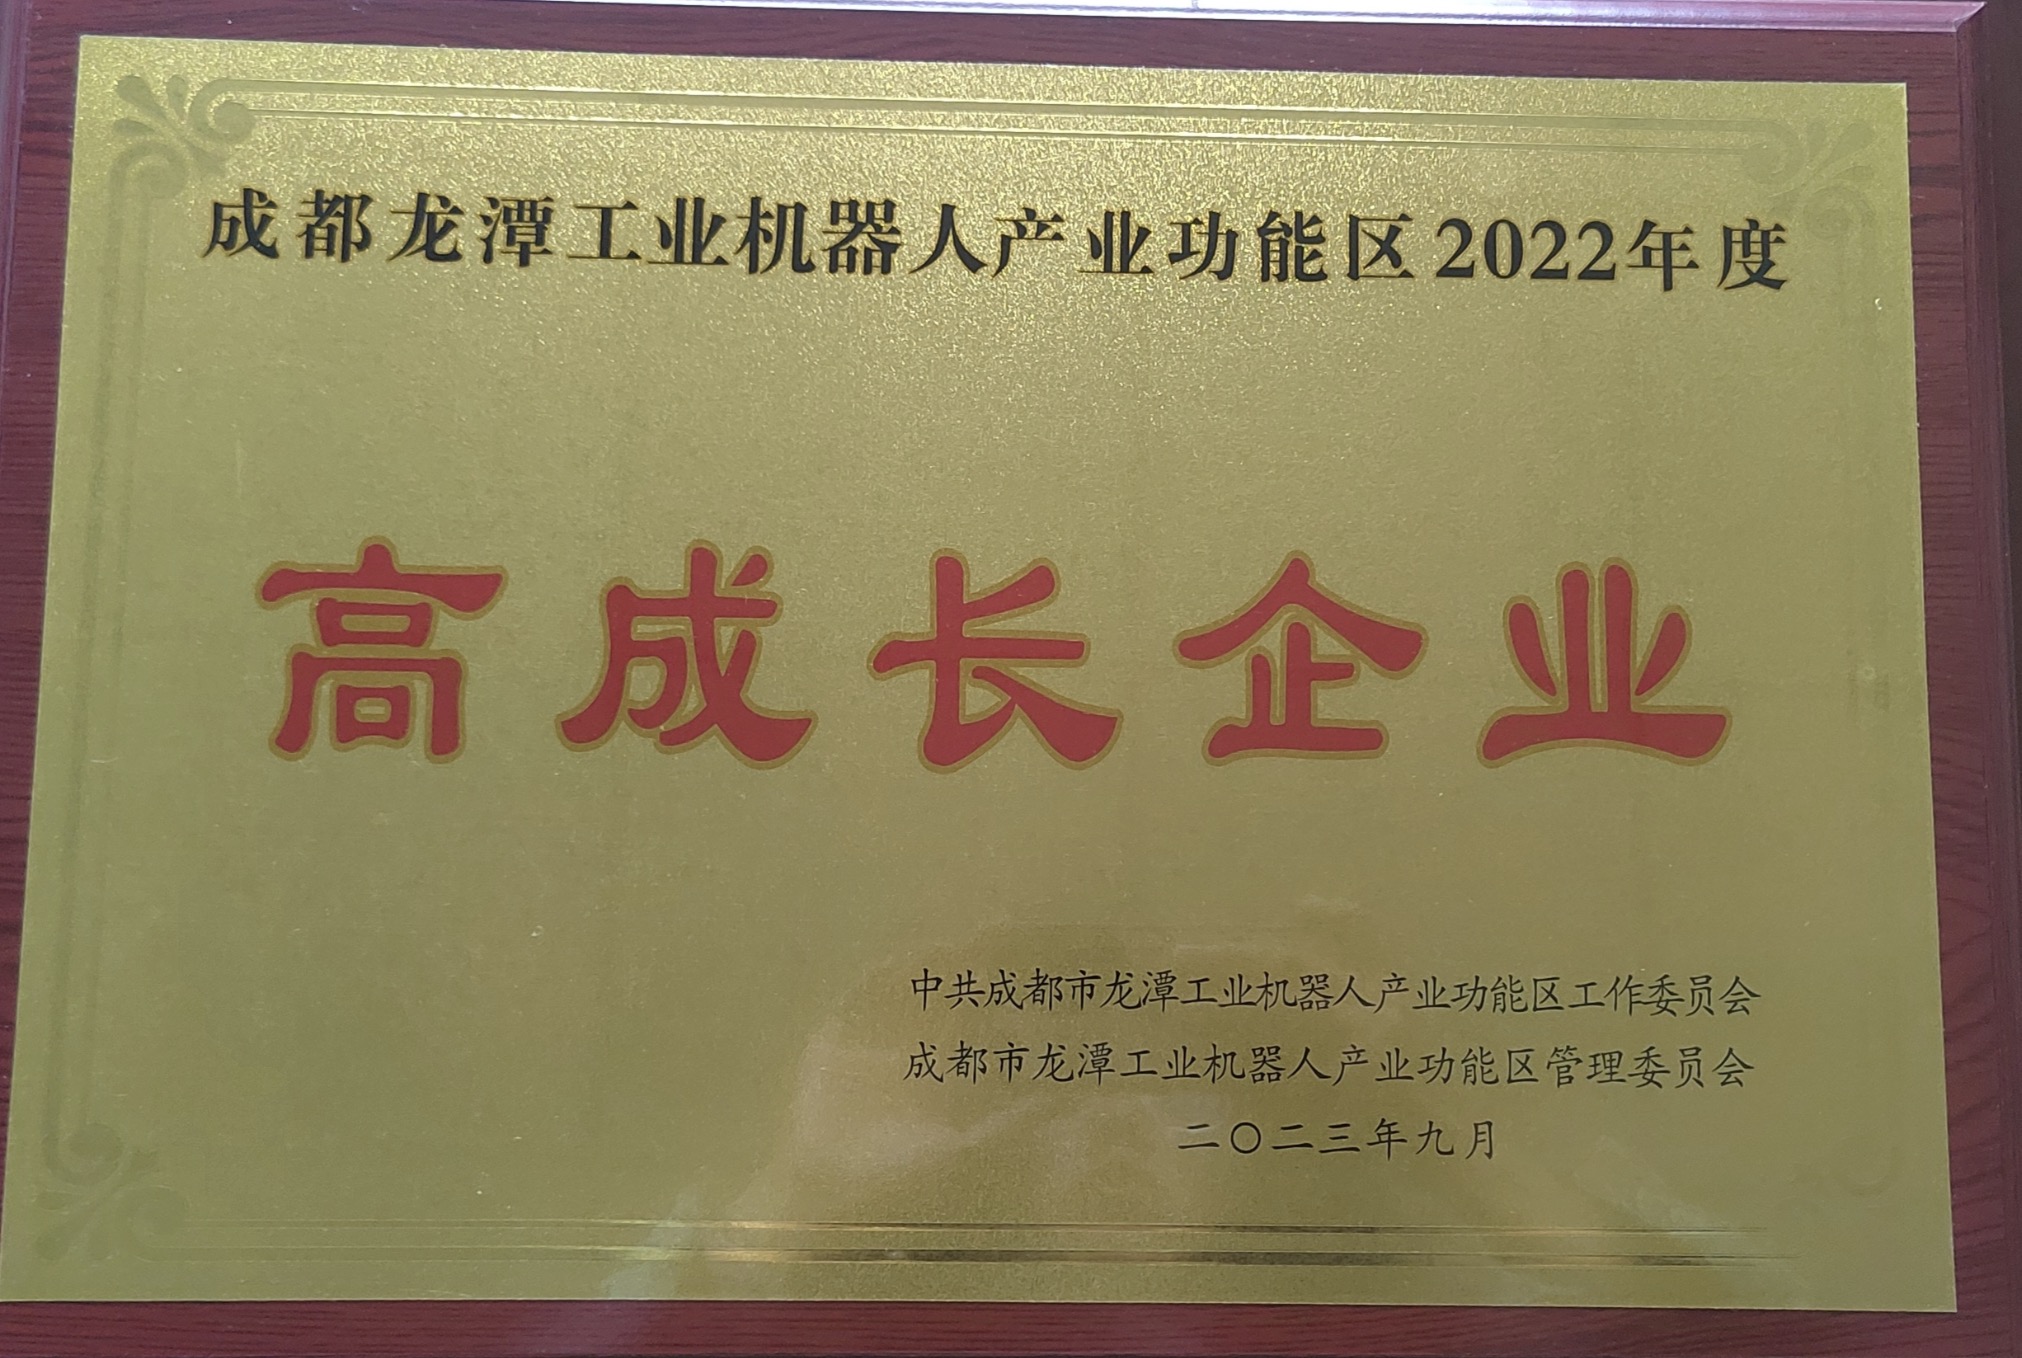 成都龙潭工业机器人产业功能区2022年度
高成长企业
中共成都市龙潭工业机器人产业功能区工作委员会
成都市龙潭工业机器人产业功能区管理委员会
二〇二三年九月